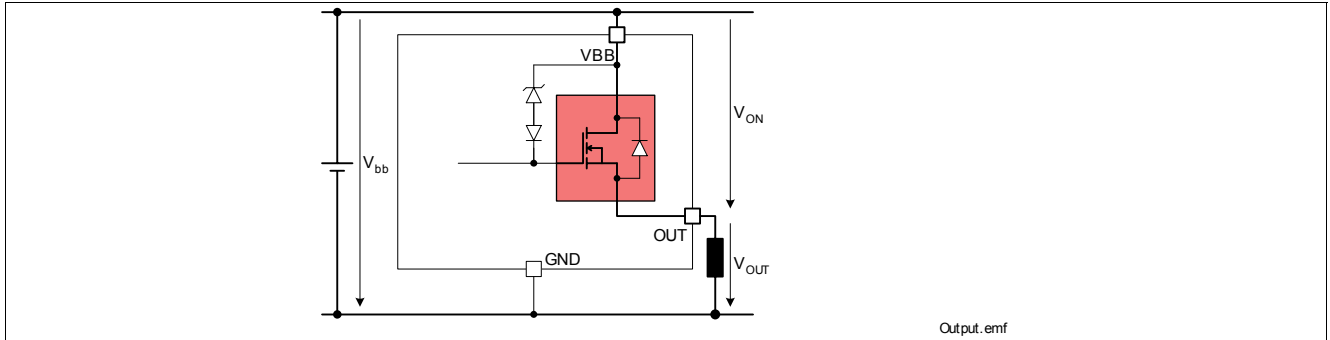 VBB
V_ON
V_bb
OUT
GND
V_OUT
Output.emf